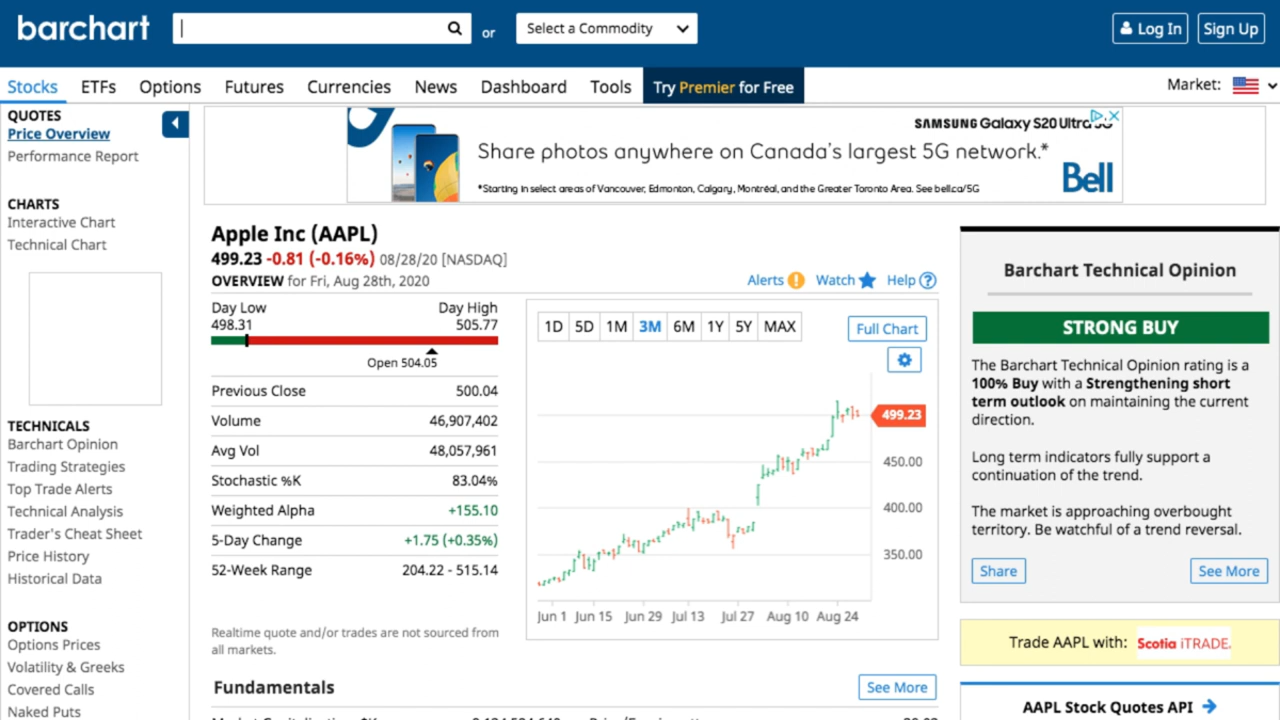 barchart
or
Select a Commodity
Log In
Sign Up
Stocks ETFs Options Futures Currencies News Dashboard Tools Try Premier for Free
Market:
QUOTES
Price Overview
Performance Report
CHARTS
Interactive Chart
Technical Chart
TECHNICALS
Barchart Opinion
Trading Strategies
Top Trade Alerts
Technical Analysis
Trader's Cheat Sheet
Price History
Historical Data
OPTIONS
Options Prices
Volatility & Greeks
Covered Calls
Naked Puts
SAMSUNG Galaxy S20 Ultra 5G
Share photos anywhere on Canada's largest 5G network.*
*Starting in select areas of Vancouver, Edmonton, Calgary, Montréal, and the Greater Toronto Area. See bell.ca/5G
Bell
Apple Inc (AAPL)
499.23 -0.81 (-0.16%) 08/28/20 [NASDAQ]
OVERVIEW for Fri, Aug 28th, 2020
Alerts Watch Help
Day Low Day High
498.31 505.77
Open 504.05
Previous Close 500.04
Volume 46,907,402
Avg Vol 48,057,961
Stochastic %K 83.04%
Weighted Alpha +155.10
5-Day Change +1.75 (+0.35%)
52-Week Range 204.22 - 515.14
Realtime quote and/or trades are not sourced from
all markets.
1D 5D 1M 3M 6M 1Y 5Y MAX
Full Chart
499.23
450.00
400.00
350.00
Jun 1 Jun 15 Jun 29 Jul 13 Jul 27 Aug 10 Aug 24
Fundamentals
See More
Barchart Technical Opinion
STRONG BUY
The Barchart Technical Opinion rating is a
100% Buy with a Strengthening short
term outlook on maintaining the current
direction.
Long term indicators fully support a
continuation of the trend.
The market is approaching overbought
territory. Be watchful of a trend reversal.
Share
See More
Trade AAPL with: Scotia iTRADE.
AAPL Stock Quotes API